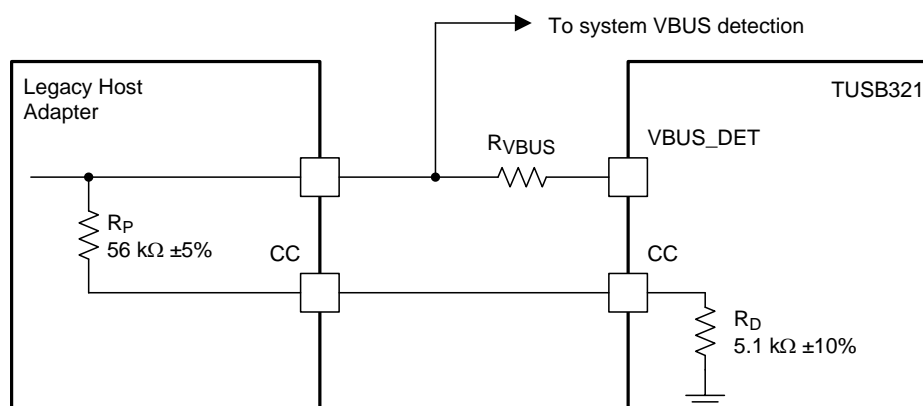 To system VBUS detection
Legacy Host
Adapter
TUSB321
RVBUS
VBUS_DET
RP
56 kΩ ±5%
CC
CC
RD
5.1 kΩ ±10%